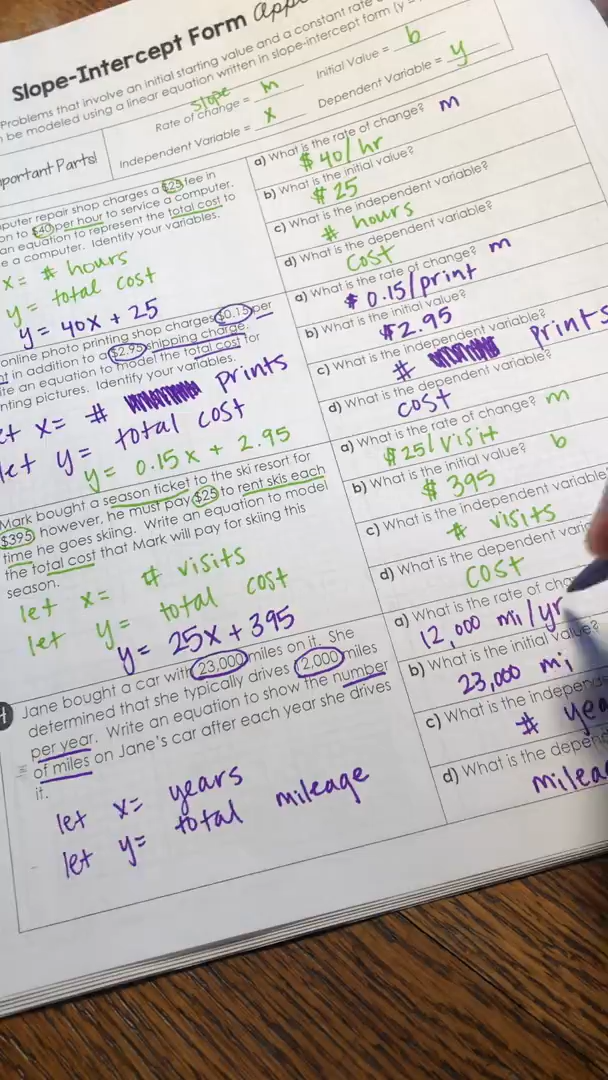 Slope-Intercept Form
Problems that involve an initial starting value and a constant rate
be modeled using a linear equation written in slope-intercept form (y =
portant Parts!
slope
Rate of change = m
Initial Value = b
Independent Variable = x
Dependent Variable = y
puter repair shop charges a $25 fee in
on to $40 per hour to service a computer.
an equation to represent the total cost to
e a computer. Identify your variables.
x = # hours
y = total cost
y = 40x + 25
a) What is the rate of change? m
$40/hr
b) What is the initial value?
$25
c) What is the independent variable?
# hours
d) What is the dependent variable?
cost
online photo printing shop charges $0.15 per
nt in addition to a $2.95 shipping charge.
te an equation to model the total cost for
nting pictures. Identify your variables.
let x = # prints
let y = total cost
y = 0.15x + 2.95
a) What is the rate of change? m
$0.15/print
b) What is the initial value?
$2.95
c) What is the independent variable?
# prints
d) What is the dependent variable?
cost
Mark bought a season ticket to the ski resort for
$395 however, he must pay $25 to rent skis each
time he goes skiing. Write an equation to model
the total cost that Mark will pay for skiing this
season.
let x = # visits
let y = total cost
y = 25x + 395
a) What is the rate of change? m
$25/visit
b) What is the initial value? b
$395
c) What is the independent variable
# visits
d) What is the dependent varia
cost
Jane bought a car with 23,000 miles on it. She
determined that she typically drives 12,000 miles
per year. Write an equation to show the number
of miles on Jane's car after each year she drives
it.
let x = years
let y = total mileage
a) What is the rate of cha
12,000 mi/yr
b) What is the initial value?
23,000 mi
c) What is the independe
# yea
d) What is the depend
milea